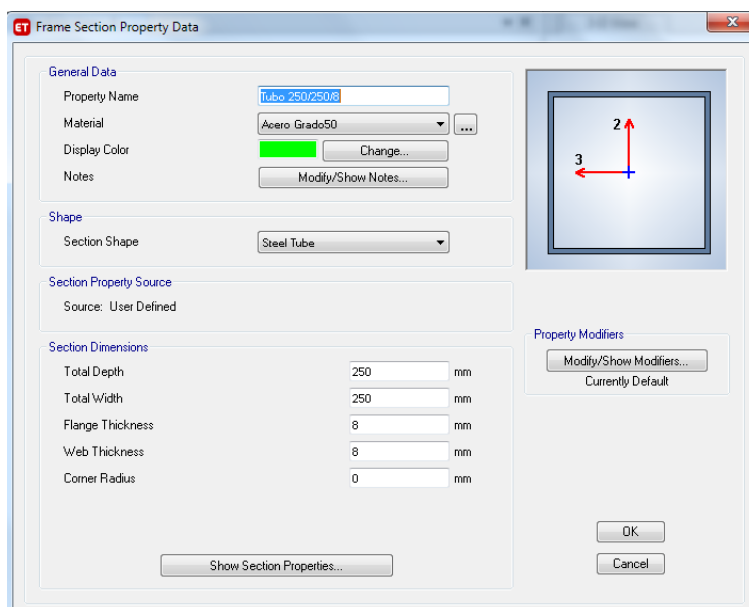 ET Frame Section Property Data
General Data
Property Name Tubo 250/250/8
Material Acero Grado50 ...
Display Color Change...
Notes Modify/Show Notes...
Shape
Section Shape Steel Tube
Section Property Source
Source: User Defined
Section Dimensions
Total Depth 250 mm
Total Width 250 mm
Flange Thickness 8 mm
Web Thickness 8 mm
Corner Radius 0 mm
Show Section Properties...
2
3
Property Modifiers
Modify/Show Modifiers...
Currently Default
OK
Cancel